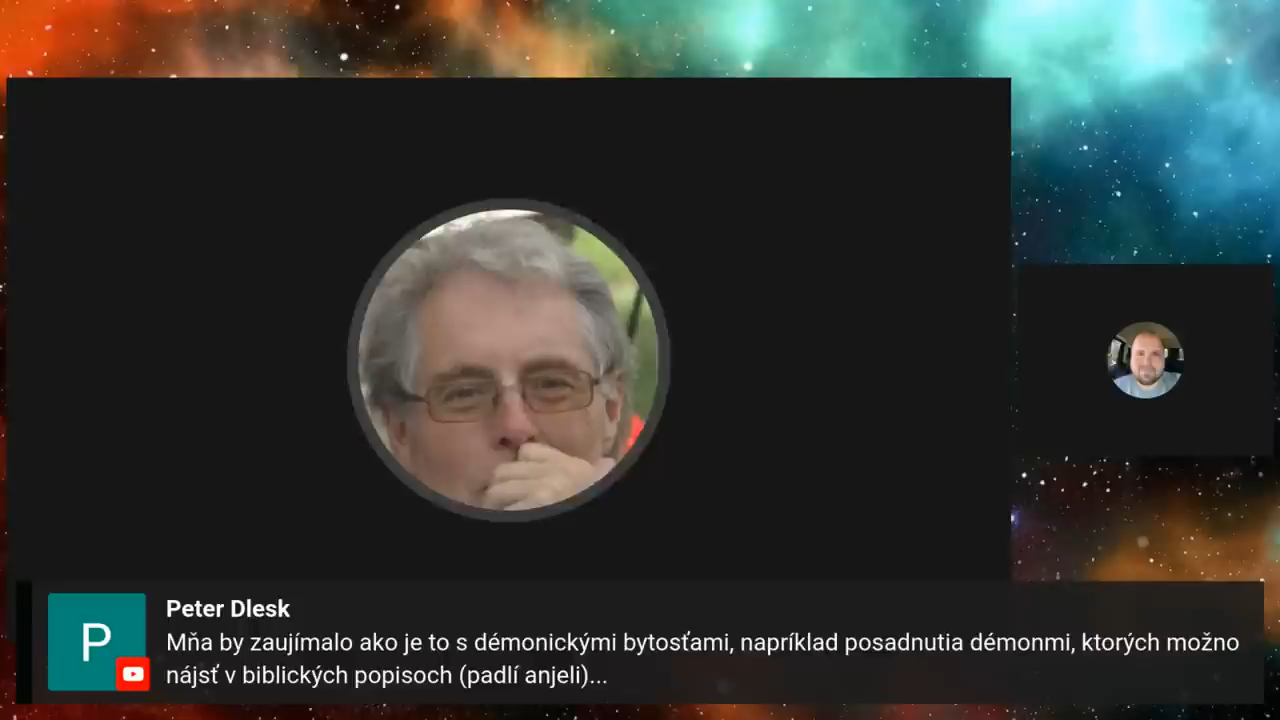 P
Peter Dlesk
Mňa by zaujímalo ako je to s démonickými bytosťami, napríklad posadnutia démonmi, ktorých možno
nájsť v biblických popisoch (padlí anjeli)...